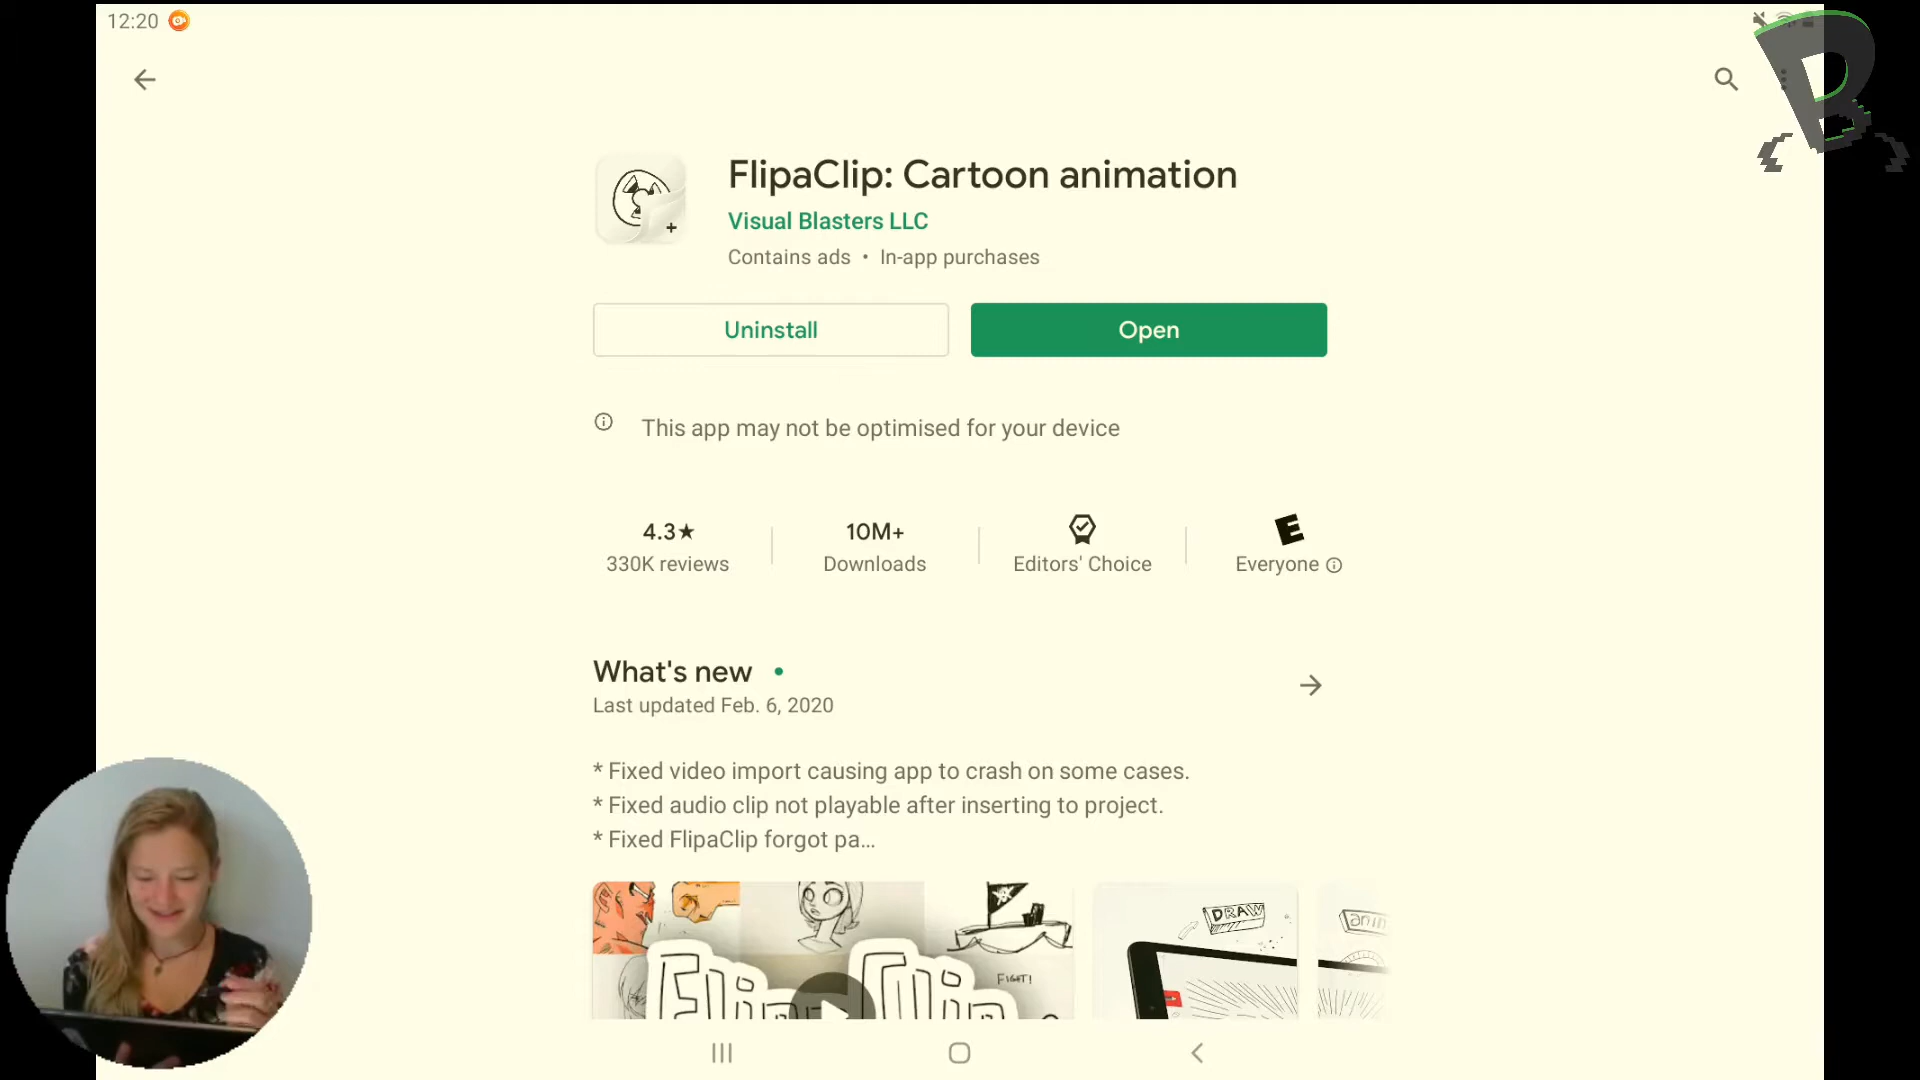 12:20
FlipaClip: Cartoon animation
Visual Blasters LLC
Contains ads • In-app purchases
Uninstall
Open
This app may not be optimised for your device
4.3★
10M+
E
330K reviews
Downloads
Editors' Choice
Everyone
What's new •
Last updated Feb. 6, 2020
* Fixed video import causing app to crash on some cases.
* Fixed audio clip not playable after inserting to project.
* Fixed FlipaClip forgot pa…
DRAW
anim
FIGHT!
Flip
Clip
B